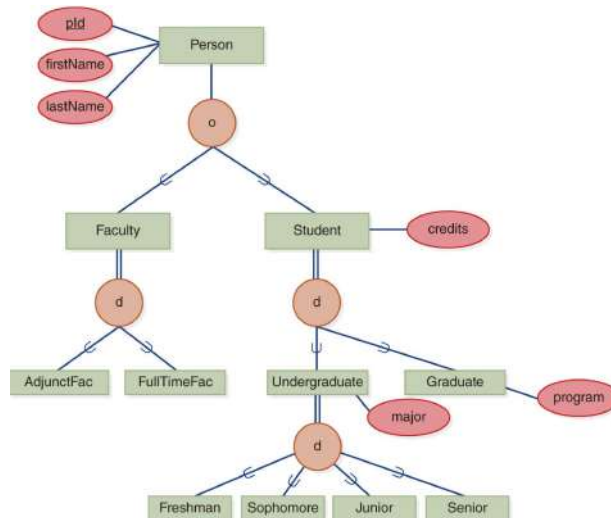 pId
Person
firstName
lastName
o
Faculty
Student
credits
d
d
AdjunctFac
FullTimeFac
Undergraduate
Graduate
program
major
d
Freshman
Sophomore
Junior
Senior